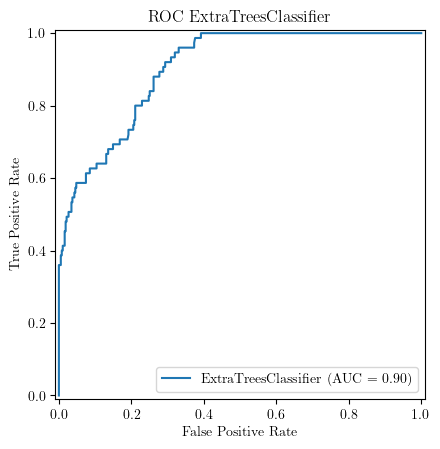 ROC ExtraTreesClassifier
1.0
0.8
0.6
0.4
0.2
0.0
True Positive Rate
ExtraTreesClassifier (AUC = 0.90)
0.0 0.2 0.4 0.6 0.8 1.0
False Positive Rate